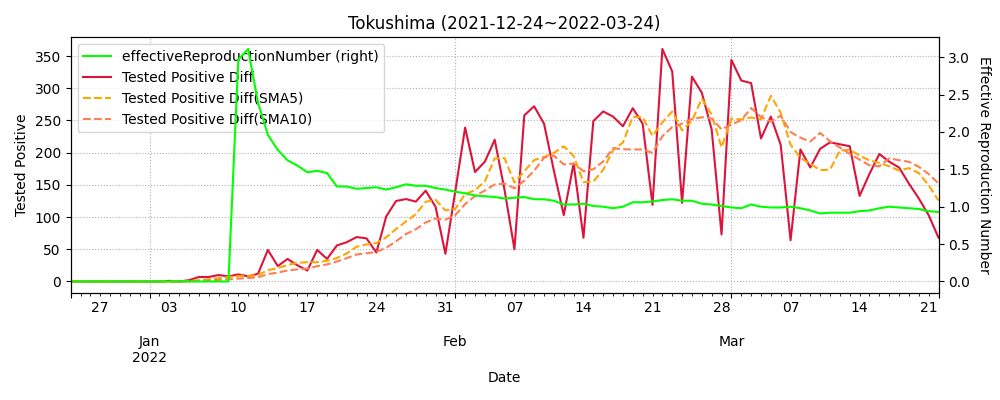 Tokushima (2021-12-24~2022-03-24)
effectiveReproductionNumber (right)
Tested Positive Diff
Tested Positive Diff(SMA5)
Tested Positive Diff(SMA10)
Tested Positive
350
300
250
200
150
100
50
0
Effective Reproduction Number
3.0
2.5
2.0
1.5
1.0
0.5
0.0
27 03 10 17 24 07 14 21 28 07 14 21
Jan Feb Mar
2022
Date